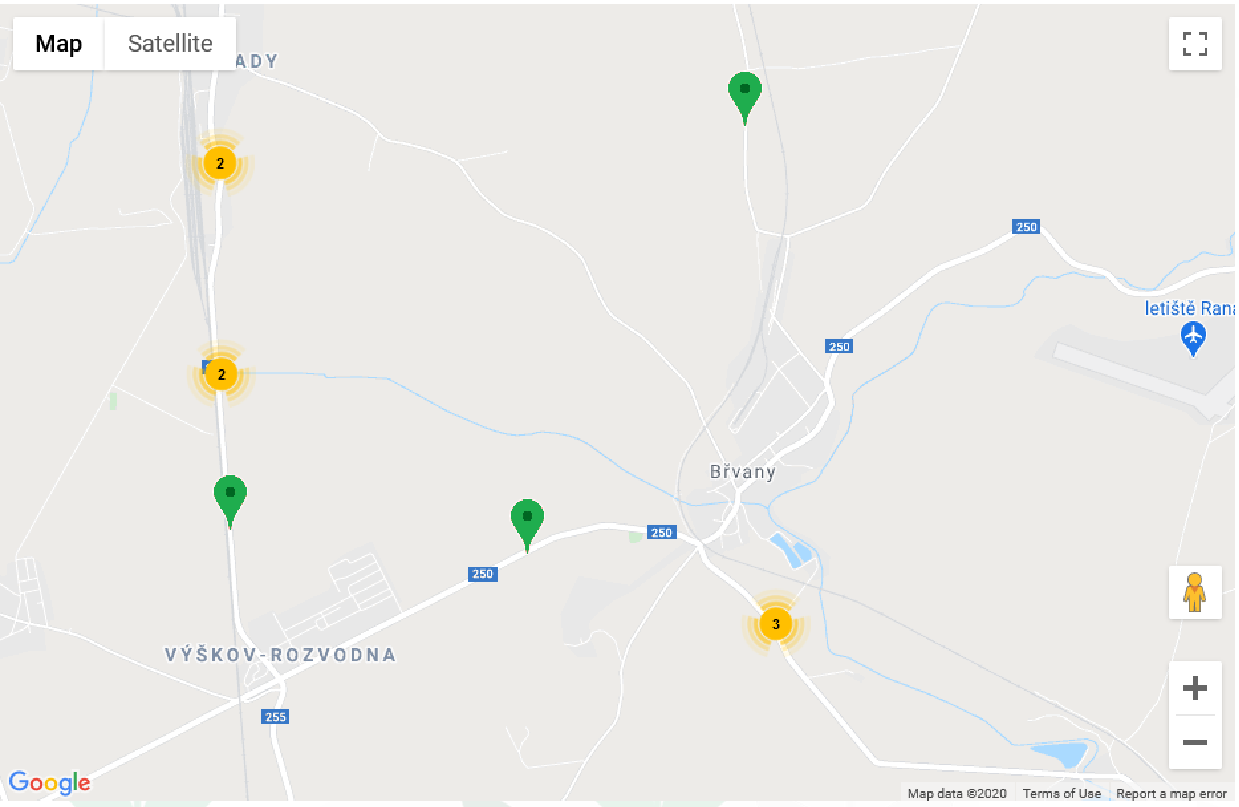 Map
Satellite
ADY
2
250
letiště Rana
250
2
Břvany
250
250
3
VÝŠKOV-ROZVODNA
255
Google
Map data ©2020
Terms of Use
Report a map error